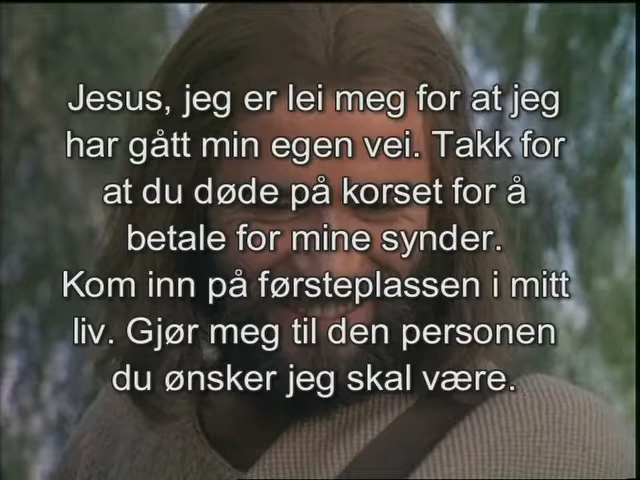 Jesus, jeg er lei meg for at jeg
har gått min egen vei. Takk for
at du døde på korset for å
betale for mine synder.
Kom inn på førsteplassen i mitt
liv. Gjør meg til den personen
du ønsker jeg skal være.